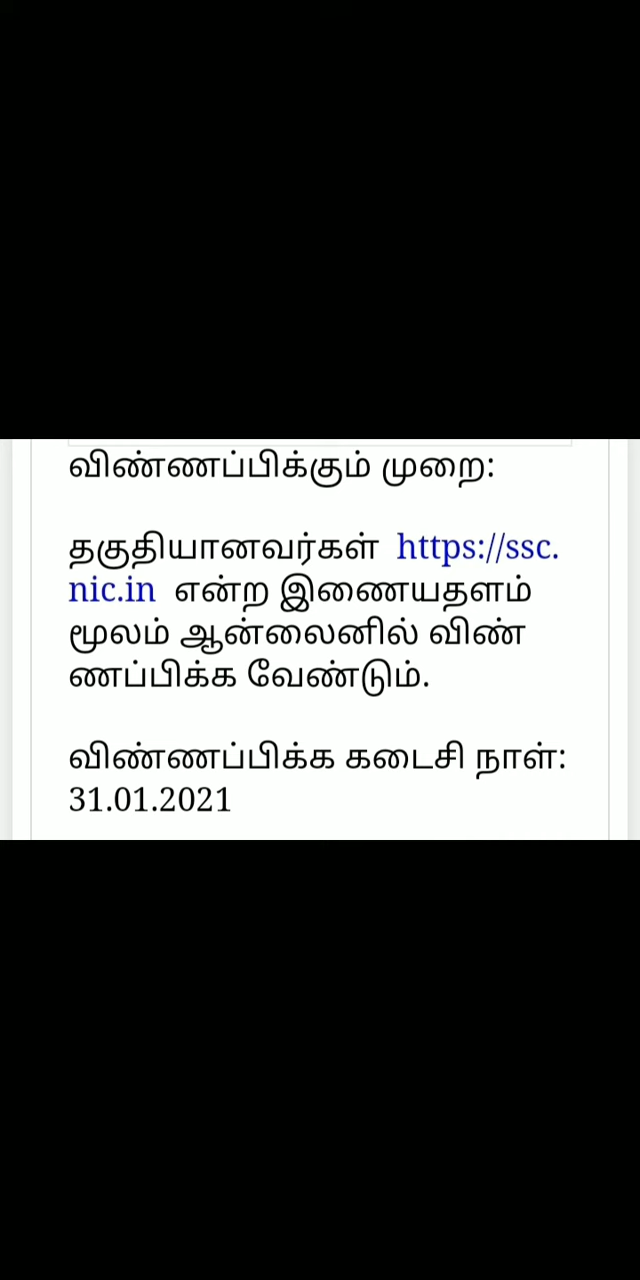 விண்ணப்பிக்கும் முறை:
தகுதியானவர்கள் https://ssc.
nic.in என்ற இணையதளம்
மூலம் ஆன்லைனில் விண்
ணப்பிக்க வேண்டும்.
விண்ணப்பிக்க கடைசி நாள்:
31.01.2021